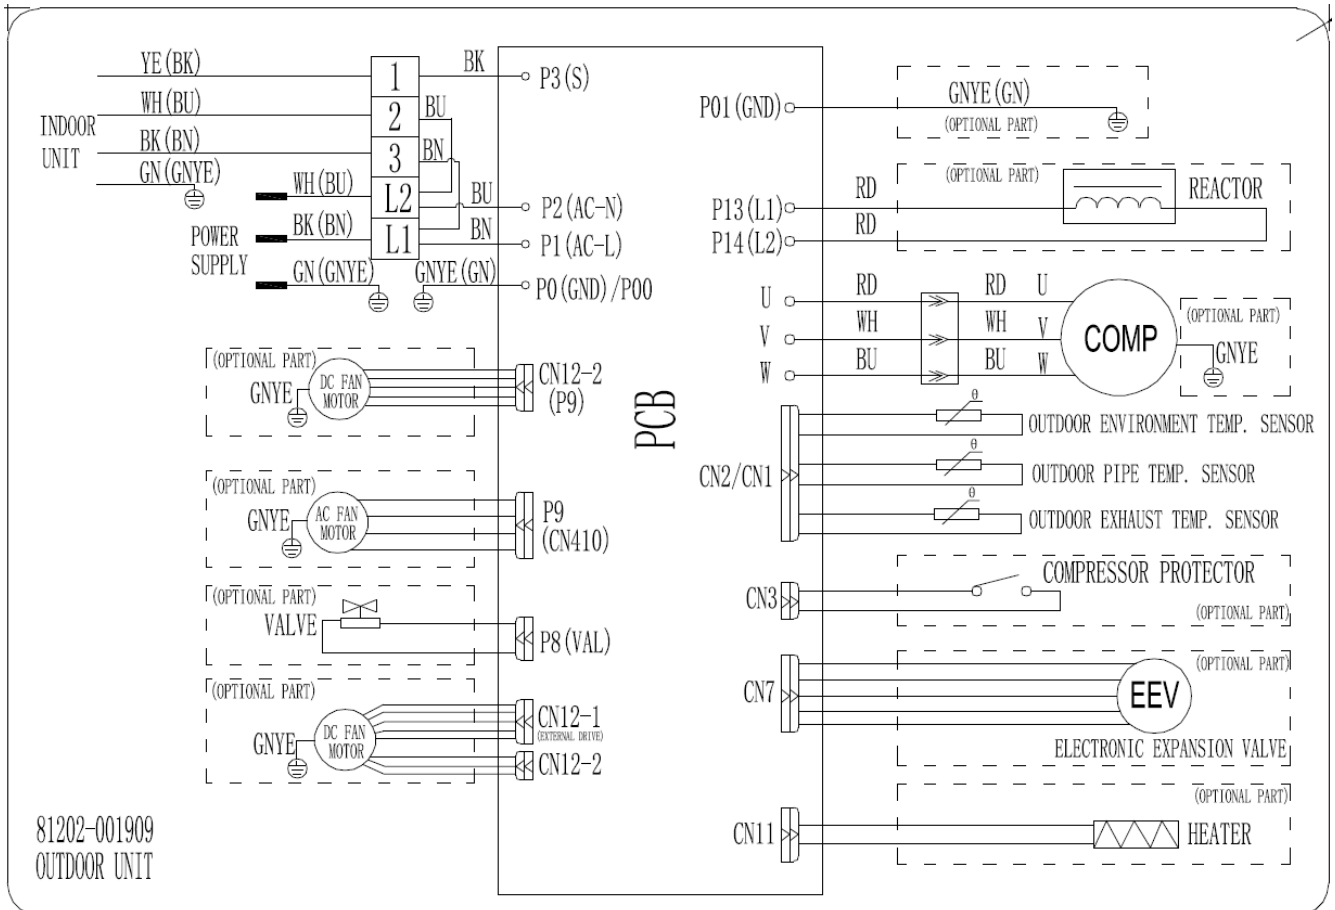 YE(BK)
WH(BU)
BK(BN)
GN(GNYE)
INDOOR
UNIT
1
2
3
L2
L1
BK
BU
BN
BU
BN
WH(BU)
BK(BN)
GN(GNYE)
GNYE(GN)
POWER
SUPPLY
P3(S)
P2(AC-N)
P1(AC-L)
P0(GND)/P00
(OPTIONAL PART)
GNYE
DC FAN
MOTOR
CN12-2
(P9)
(OPTIONAL PART)
GNYE
AC FAN
MOTOR
P9
(CN410)
(OPTIONAL PART)
VALVE
P8(VAL)
(OPTIONAL PART)
GNYE
DC FAN
MOTOR
CN12-1
(EXTERNAL DRIVE)
CN12-2
81202-001909
OUTDOOR UNIT
PCB
P01(GND)
GNYE(GN)
(OPTIONAL PART)
P13(L1)
P14(L2)
RD
RD
(OPTIONAL PART)
REACTOR
U
V
W
RD
WH
BU
RD
WH
BU
U
V
W
COMP
(OPTIONAL PART)
GNYE
CN2/CN1
θ
OUTDOOR ENVIRONMENT TEMP. SENSOR
θ
OUTDOOR PIPE TEMP. SENSOR
θ
OUTDOOR EXHAUST TEMP. SENSOR
CN3
COMPRESSOR PROTECTOR
(OPTIONAL PART)
CN7
(OPTIONAL PART)
EEV
ELECTRONIC EXPANSION VALVE
CN11
(OPTIONAL PART)
HEATER